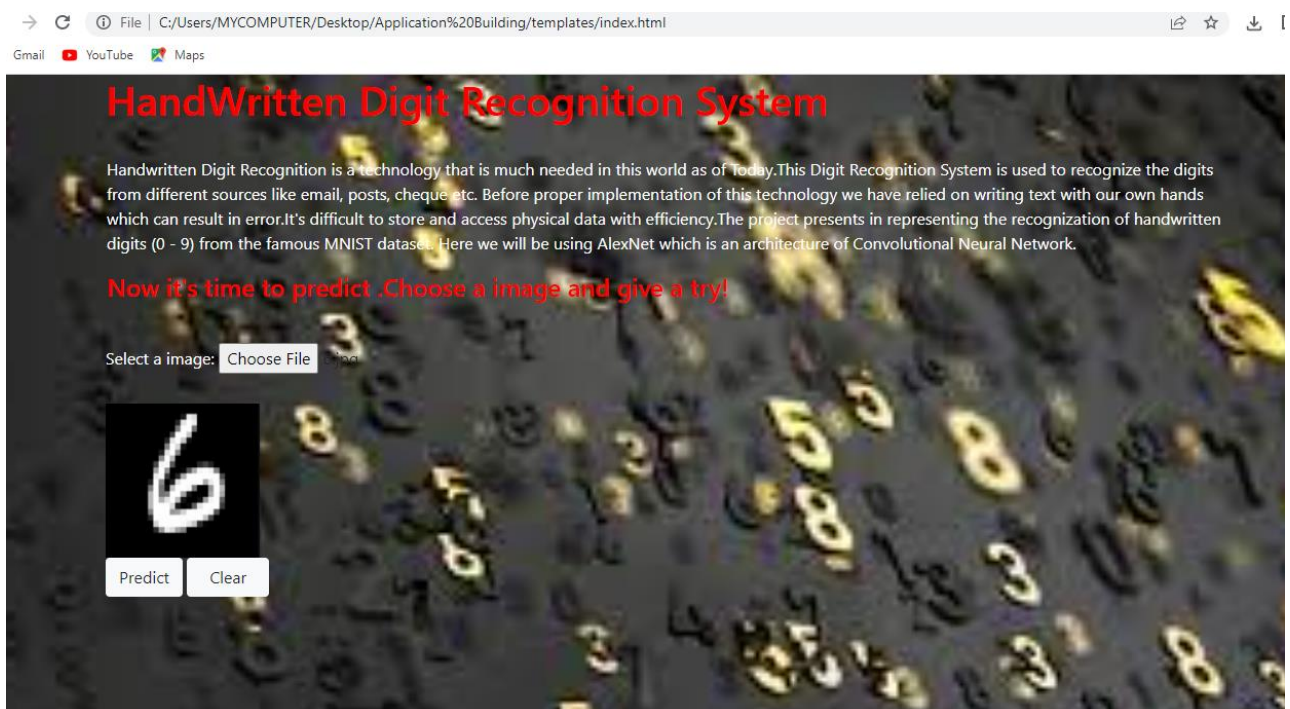 File | C:/Users/MYCOMPUTER/Desktop/Application%20Building/templates/index.html
Gmail YouTube Maps
HandWritten Digit Recognition System
Handwritten Digit Recognition is a technology that is much needed in this world as of Today.This Digit Recognition System is used to recognize the digits
from different sources like email, posts, cheque etc. Before proper implementation of this technology we have relied on writing text with our own hands
which can result in error.It's difficult to store and access physical data with efficiency.The project presents in representing the recognization of handwritten
digits (0 - 9) from the famous MNIST dataset. Here we will be using AlexNet which is an architecture of Convolutional Neural Network.
Now it's time to predict .Choose a image and give a try!
Select a image: Choose File
6
Predict Clear